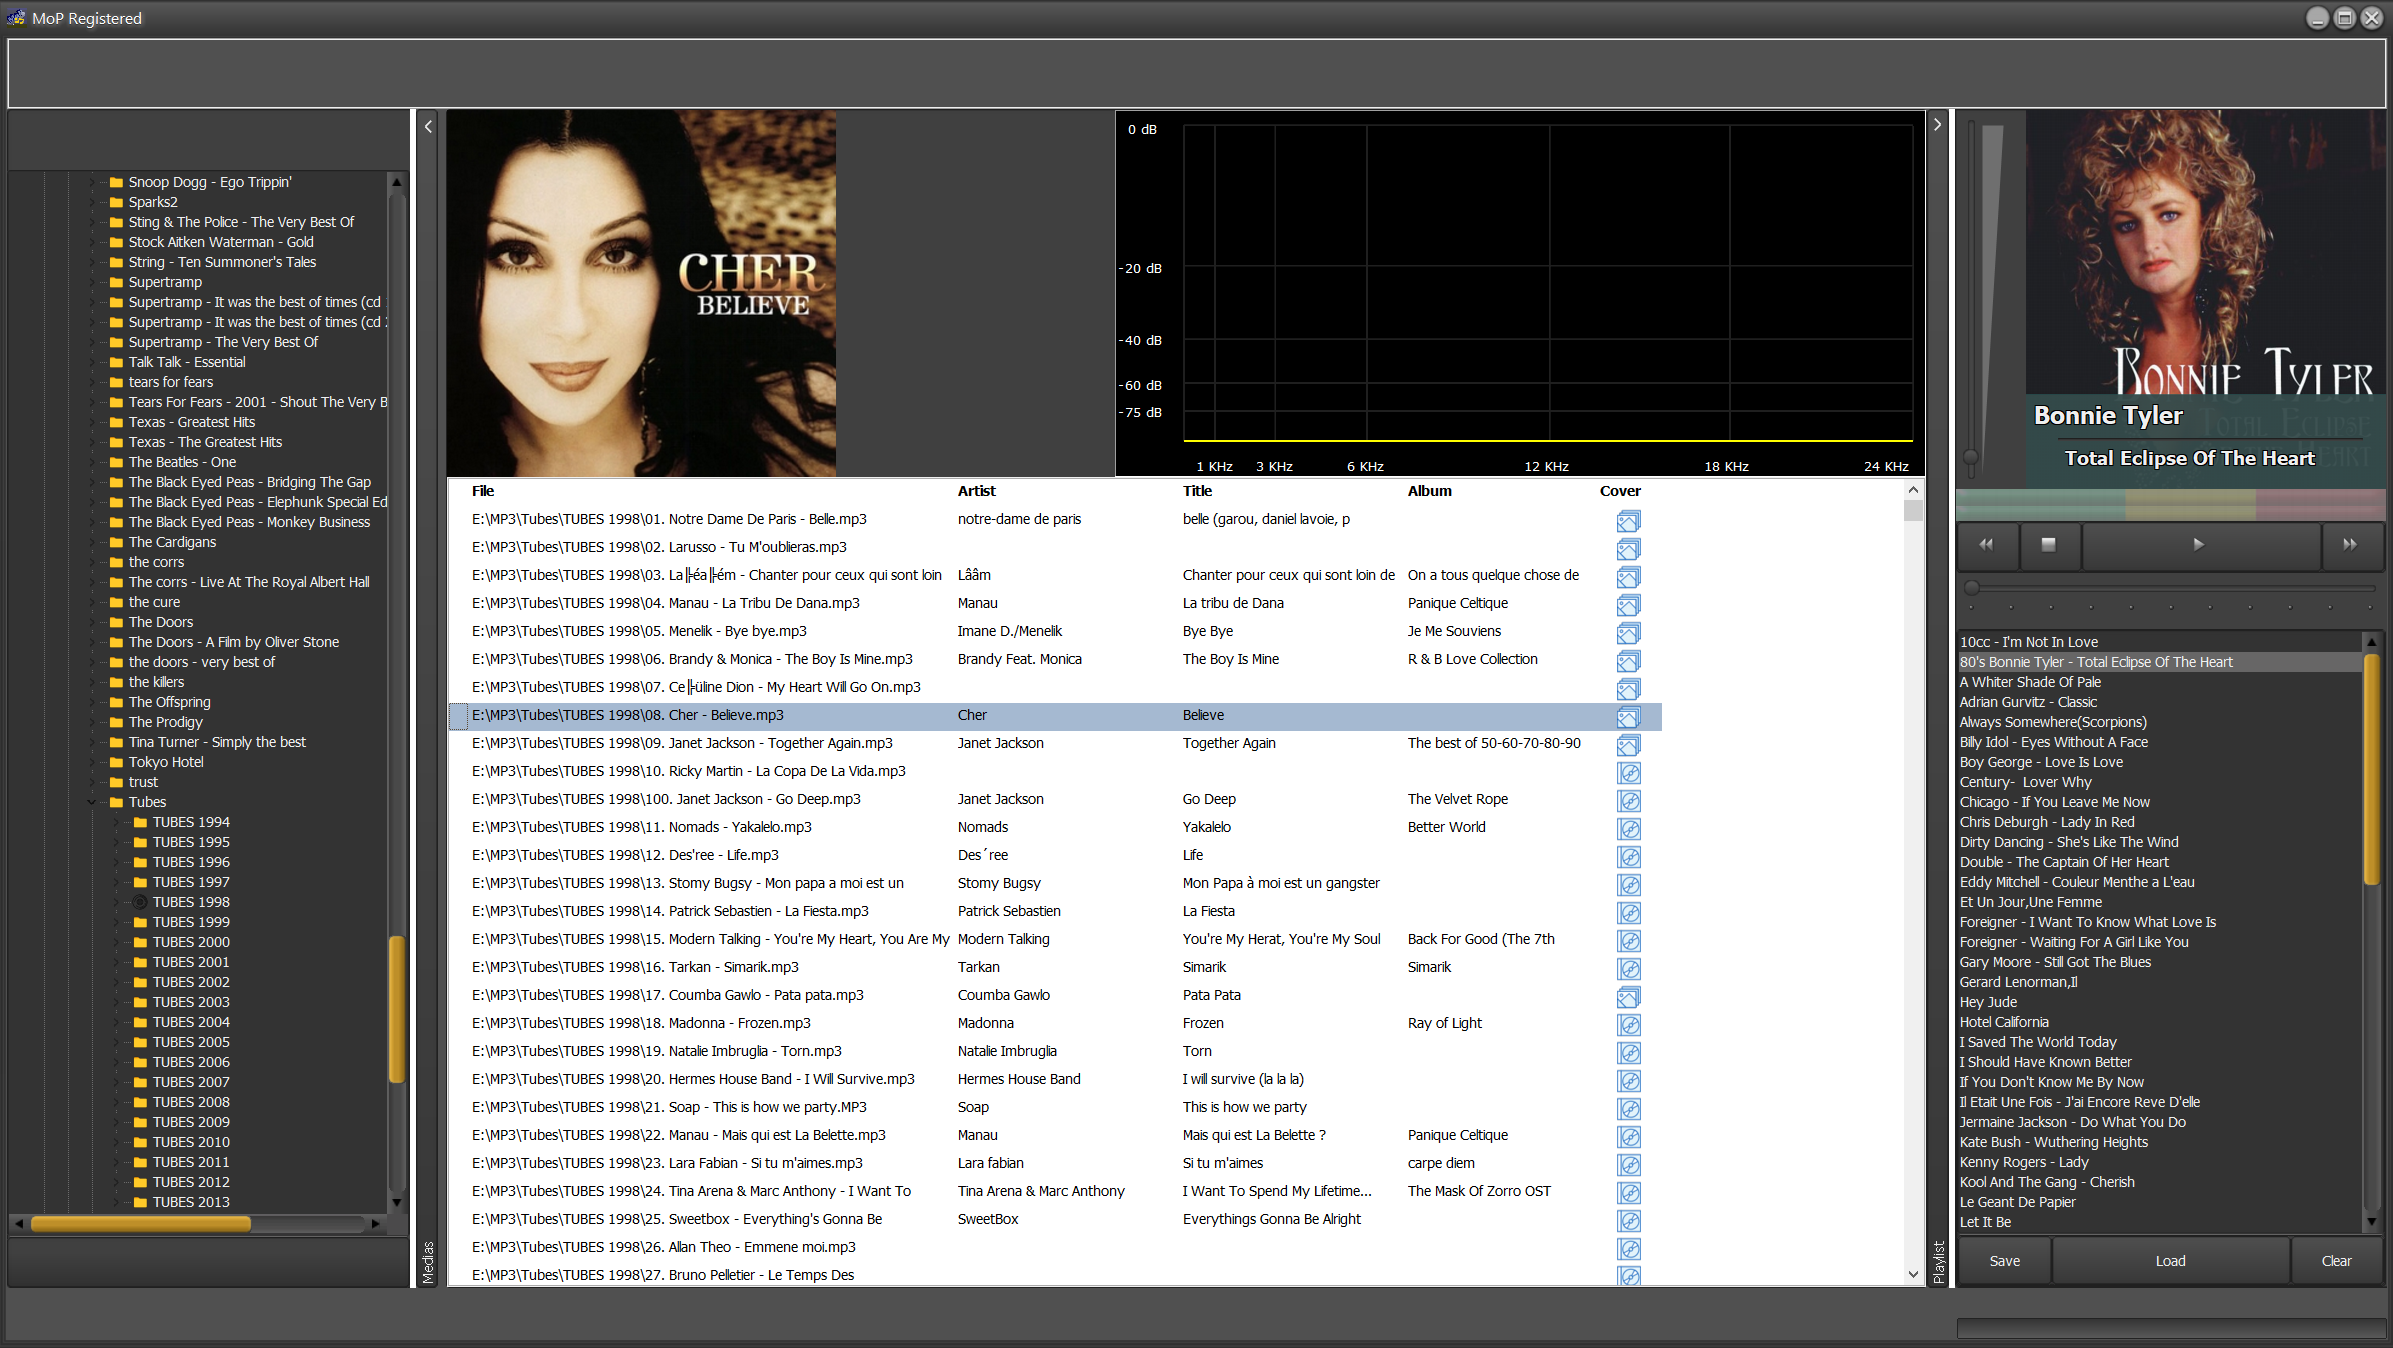 MoP Registered
Snoop Dogg - Ego Trippin'
Sparks2
Sting & The Police - The Very Best Of
Stock Aitken Waterman - Gold
String - Ten Summoner's Tales
Supertramp
Supertramp - It was the best of times (cd
Supertramp - It was the best of times (cd
Supertramp - The Very Best Of
Talk Talk - Essential
tears for fears
Tears For Fears - 2001 - Shout The Very B
Texas - Greatest Hits
Texas - The Greatest Hits
The Beatles - One
The Black Eyed Peas - Bridging The Gap
The Black Eyed Peas - Elephunk Special Ed
The Black Eyed Peas - Monkey Business
The Cardigans
the corrs
The corrs - Live At The Royal Albert Hall
the cure
The Doors
The Doors - A Film by Oliver Stone
the doors - very best of
the killers
The Offspring
The Prodigy
Tina Turner - Simply the best
Tokyo Hotel
trust
Tubes
TUBES 1994
TUBES 1995
TUBES 1996
TUBES 1997
TUBES 1998
TUBES 1999
TUBES 2000
TUBES 2001
TUBES 2002
TUBES 2003
TUBES 2004
TUBES 2005
TUBES 2006
TUBES 2007
TUBES 2008
TUBES 2009
TUBES 2010
TUBES 2011
TUBES 2012
TUBES 2013
Medias
CHER
BELIEVE
0 dB
-20 dB
-40 dB
-60 dB
-75 dB
1 KHz 3 KHz 6 KHz 12 KHz 18 KHz 24 KHz
File Artist Title Album Cover
E:\MP3\Tubes\TUBES 1998\01. Notre Dame De Paris - Belle.mp3 notre-dame de paris belle (garou, daniel lavoie, p
E:\MP3\Tubes\TUBES 1998\02. Larusso - Tu M'oublieras.mp3
E:\MP3\Tubes\TUBES 1998\03. La╠éa╠ém - Chanter pour ceux qui sont loin Lââm Chanter pour ceux qui sont loin de On a tous quelque chose de
E:\MP3\Tubes\TUBES 1998\04. Manau - La Tribu De Dana.mp3 Manau La tribu de Dana Panique Celtique
E:\MP3\Tubes\TUBES 1998\05. Menelik - Bye bye.mp3 Imane D./Menelik Bye Bye Je Me Souviens
E:\MP3\Tubes\TUBES 1998\06. Brandy & Monica - The Boy Is Mine.mp3 Brandy Feat. Monica The Boy Is Mine R & B Love Collection
E:\MP3\Tubes\TUBES 1998\07. Ce╠üline Dion - My Heart Will Go On.mp3
E:\MP3\Tubes\TUBES 1998\08. Cher - Believe.mp3 Cher Believe
E:\MP3\Tubes\TUBES 1998\09. Janet Jackson - Together Again.mp3 Janet Jackson Together Again The best of 50-60-70-80-90
E:\MP3\Tubes\TUBES 1998\10. Ricky Martin - La Copa De La Vida.mp3
E:\MP3\Tubes\TUBES 1998\100. Janet Jackson - Go Deep.mp3 Janet Jackson Go Deep The Velvet Rope
E:\MP3\Tubes\TUBES 1998\11. Nomads - Yakalelo.mp3 Nomads Yakalelo Better World
E:\MP3\Tubes\TUBES 1998\12. Des'ree - Life.mp3 Des´ree Life
E:\MP3\Tubes\TUBES 1998\13. Stomy Bugsy - Mon papa a moi est un Stomy Bugsy Mon Papa à moi est un gangster
E:\MP3\Tubes\TUBES 1998\14. Patrick Sebastien - La Fiesta.mp3 Patrick Sebastien La Fiesta
E:\MP3\Tubes\TUBES 1998\15. Modern Talking - You're My Heart, You Are My Modern Talking You're My Herat, You're My Soul Back For Good (The 7th
E:\MP3\Tubes\TUBES 1998\16. Tarkan - Simarik.mp3 Tarkan Simarik Simarik
E:\MP3\Tubes\TUBES 1998\17. Coumba Gawlo - Pata pata.mp3 Coumba Gawlo Pata Pata
E:\MP3\Tubes\TUBES 1998\18. Madonna - Frozen.mp3 Madonna Frozen Ray of Light
E:\MP3\Tubes\TUBES 1998\19. Natalie Imbruglia - Torn.mp3 Natalie Imbruglia Torn
E:\MP3\Tubes\TUBES 1998\20. Hermes House Band - I Will Survive.mp3 Hermes House Band I will survive (la la la)
E:\MP3\Tubes\TUBES 1998\21. Soap - This is how we party.MP3 Soap This is how we party
E:\MP3\Tubes\TUBES 1998\22. Manau - Mais qui est La Belette.mp3 Manau Mais qui est La Belette ? Panique Celtique
E:\MP3\Tubes\TUBES 1998\23. Lara Fabian - Si tu m'aimes.mp3 Lara fabian Si tu m'aimes carpe diem
E:\MP3\Tubes\TUBES 1998\24. Tina Arena & Marc Anthony - I Want To Tina Arena & Marc Anthony I Want To Spend My Lifetime... The Mask Of Zorro OST
E:\MP3\Tubes\TUBES 1998\25. Sweetbox - Everything's Gonna Be SweetBox Everythings Gonna Be Alright
E:\MP3\Tubes\TUBES 1998\26. Allan Theo - Emmene moi.mp3
E:\MP3\Tubes\TUBES 1998\27. Bruno Pelletier - Le Temps Des
Playlist
BONNIE TYLER
TOTAL ECLIPSE
HEART
Bonnie Tyler
Total Eclipse Of The Heart
10cc - I'm Not In Love
80's Bonnie Tyler - Total Eclipse Of The Heart
A Whiter Shade Of Pale
Adrian Gurvitz - Classic
Always Somewhere(Scorpions)
Billy Idol - Eyes Without A Face
Boy George - Love Is Love
Century-  Lover Why
Chicago - If You Leave Me Now
Chris Deburgh - Lady In Red
Dirty Dancing - She's Like The Wind
Double - The Captain Of Her Heart
Eddy Mitchell - Couleur Menthe a L'eau
Et Un Jour,Une Femme
Foreigner - I Want To Know What Love Is
Foreigner - Waiting For A Girl Like You
Gary Moore - Still Got The Blues
Gerard Lenorman,Il
Hey Jude
Hotel California
I Saved The World Today
I Should Have Known Better
If You Don't Know Me By Now
Il Etait Une Fois - J'ai Encore Reve D'elle
Jermaine Jackson - Do What You Do
Kate Bush - Wuthering Heights
Kenny Rogers - Lady
Kool And The Gang - Cherish
Le Geant De Papier
Let It Be
Save Load Clear